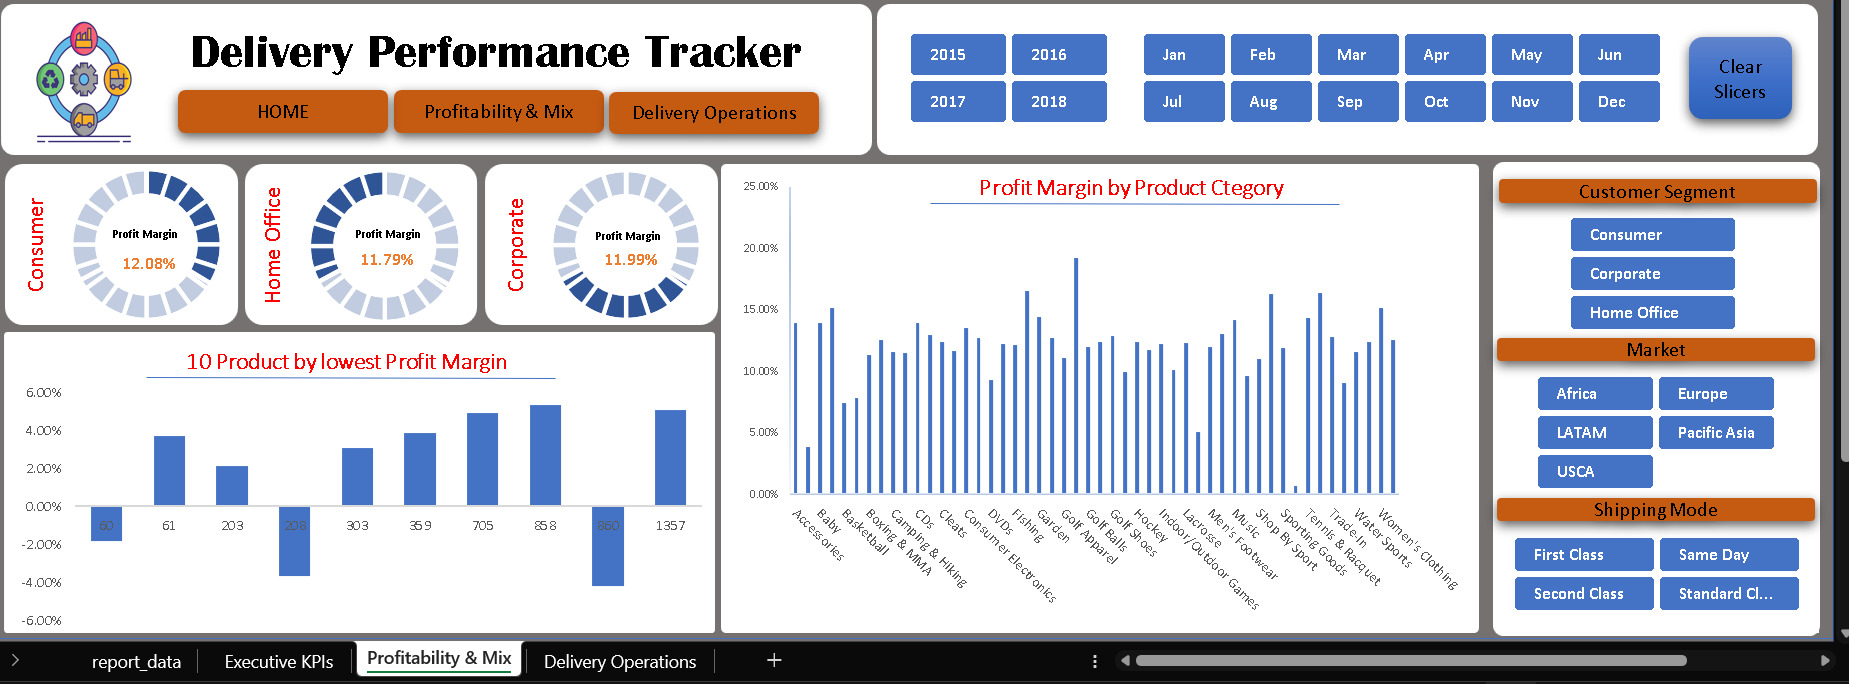 Delivery Performance Tracker
HOME
Profitability & Mix
Delivery Operations
2015
2016
2017
2018
Jan
Feb
Mar
Apr
May
Jun
Jul
Aug
Sep
Oct
Nov
Dec
Clear
Slicers
Consumer
Profit Margin
12.08%
Home Office
Profit Margin
11.79%
Corporate
Profit Margin
11.99%
10 Product by lowest Profit Margin
6.00%
4.00%
2.00%
0.00%
-2.00%
-4.00%
-6.00%
60
61
203
208
303
359
705
858
860
1357
Profit Margin by Product Ctegory
25.00%
20.00%
15.00%
10.00%
5.00%
0.00%
Accessories
Baby
Basketball
Boxing & MMA
Camping & Hiking
CDs
Cleats
Consumer Electronics
DVDs
Fishing
Garden
Golf Apparel
Golf Balls
Golf Shoes
Hockey
Indoor/Outdoor Games
Lacrosse
Men's Footwear
Music
Shop By Sport
Sporting Goods
Tennis & Racquet
Trade-In
Water Sports
Women's Clothing
Customer Segment
Consumer
Corporate
Home Office
Market
Africa
Europe
LATAM
Pacific Asia
USCA
Shipping Mode
First Class
Same Day
Second Class
Standard Cl...
report_data
Executive KPIs
Profitability & Mix
Delivery Operations